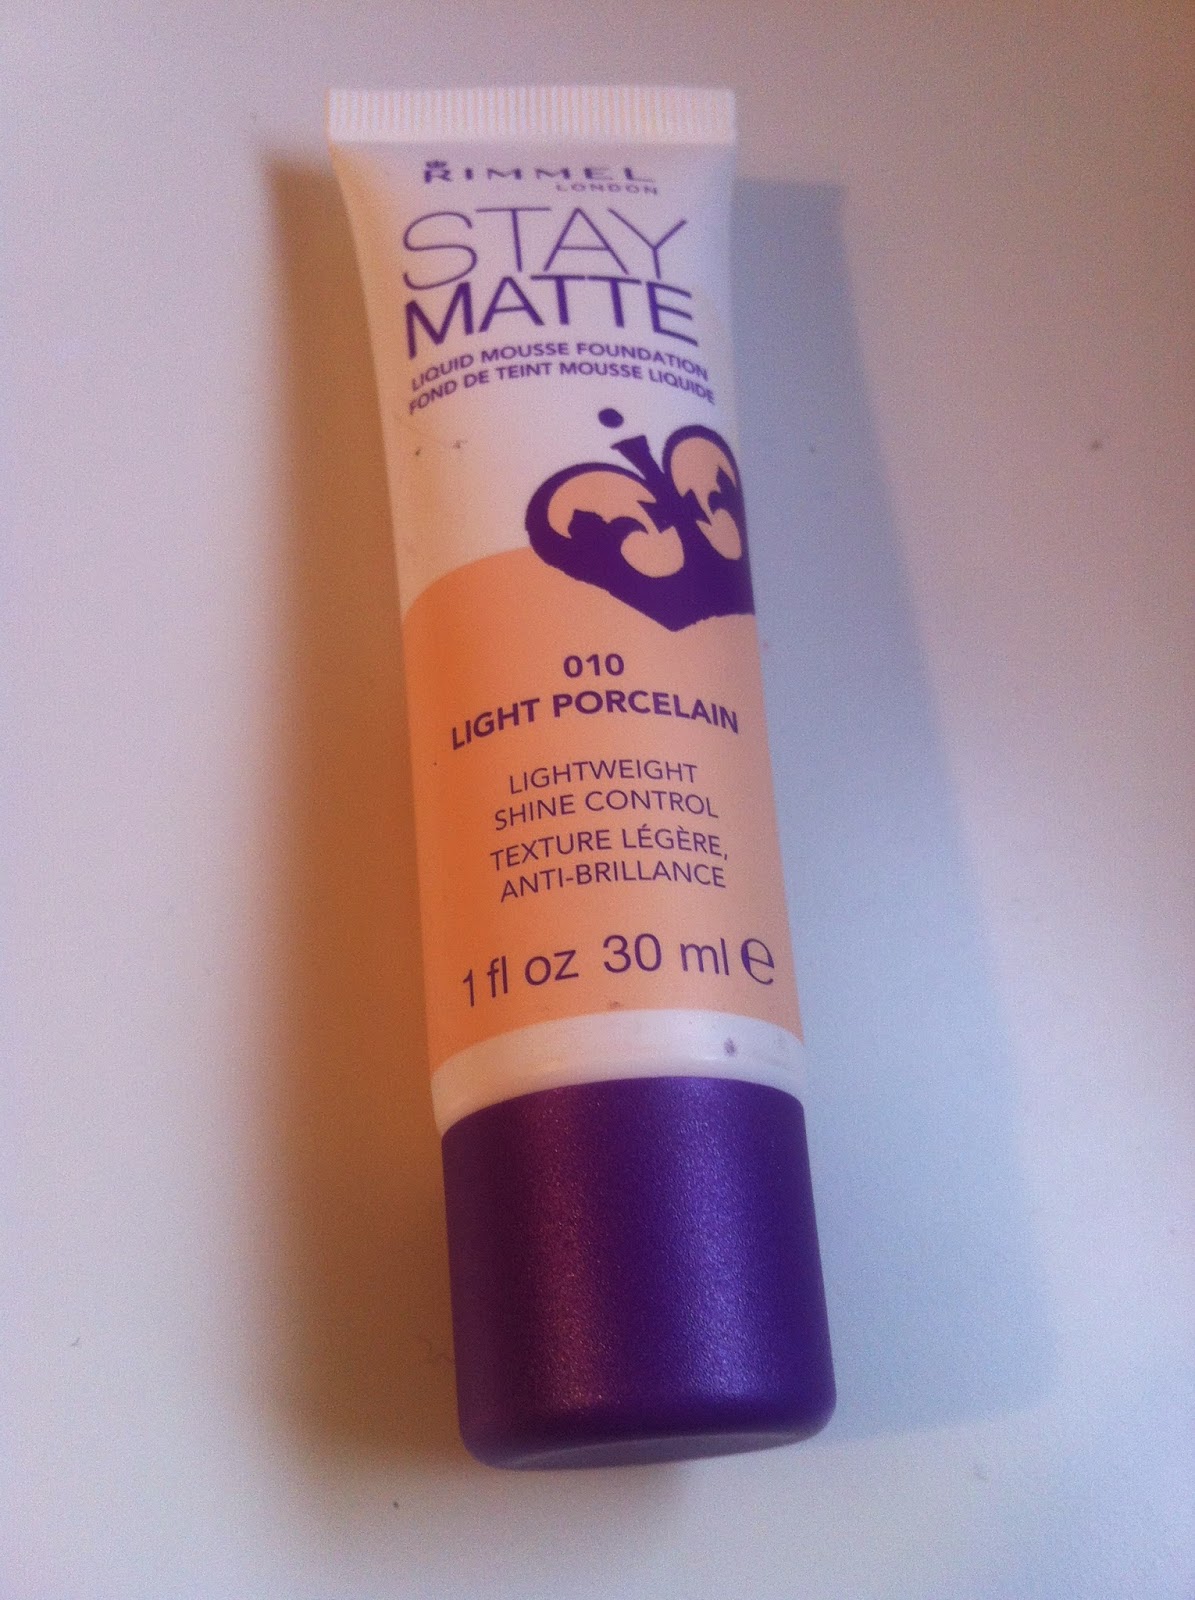 RIMMEL
LONDON
STAY
MATTE
LIQUID MOUSSE FOUNDATION
FOND DE TEINT MOUSSE LIQUIDE
010
LIGHT PORCELAIN
LIGHTWEIGHT
SHINE CONTROL
TEXTURE LÉGÈRE,
ANTI-BRILLANCE
1 fl oz 30 ml ℮